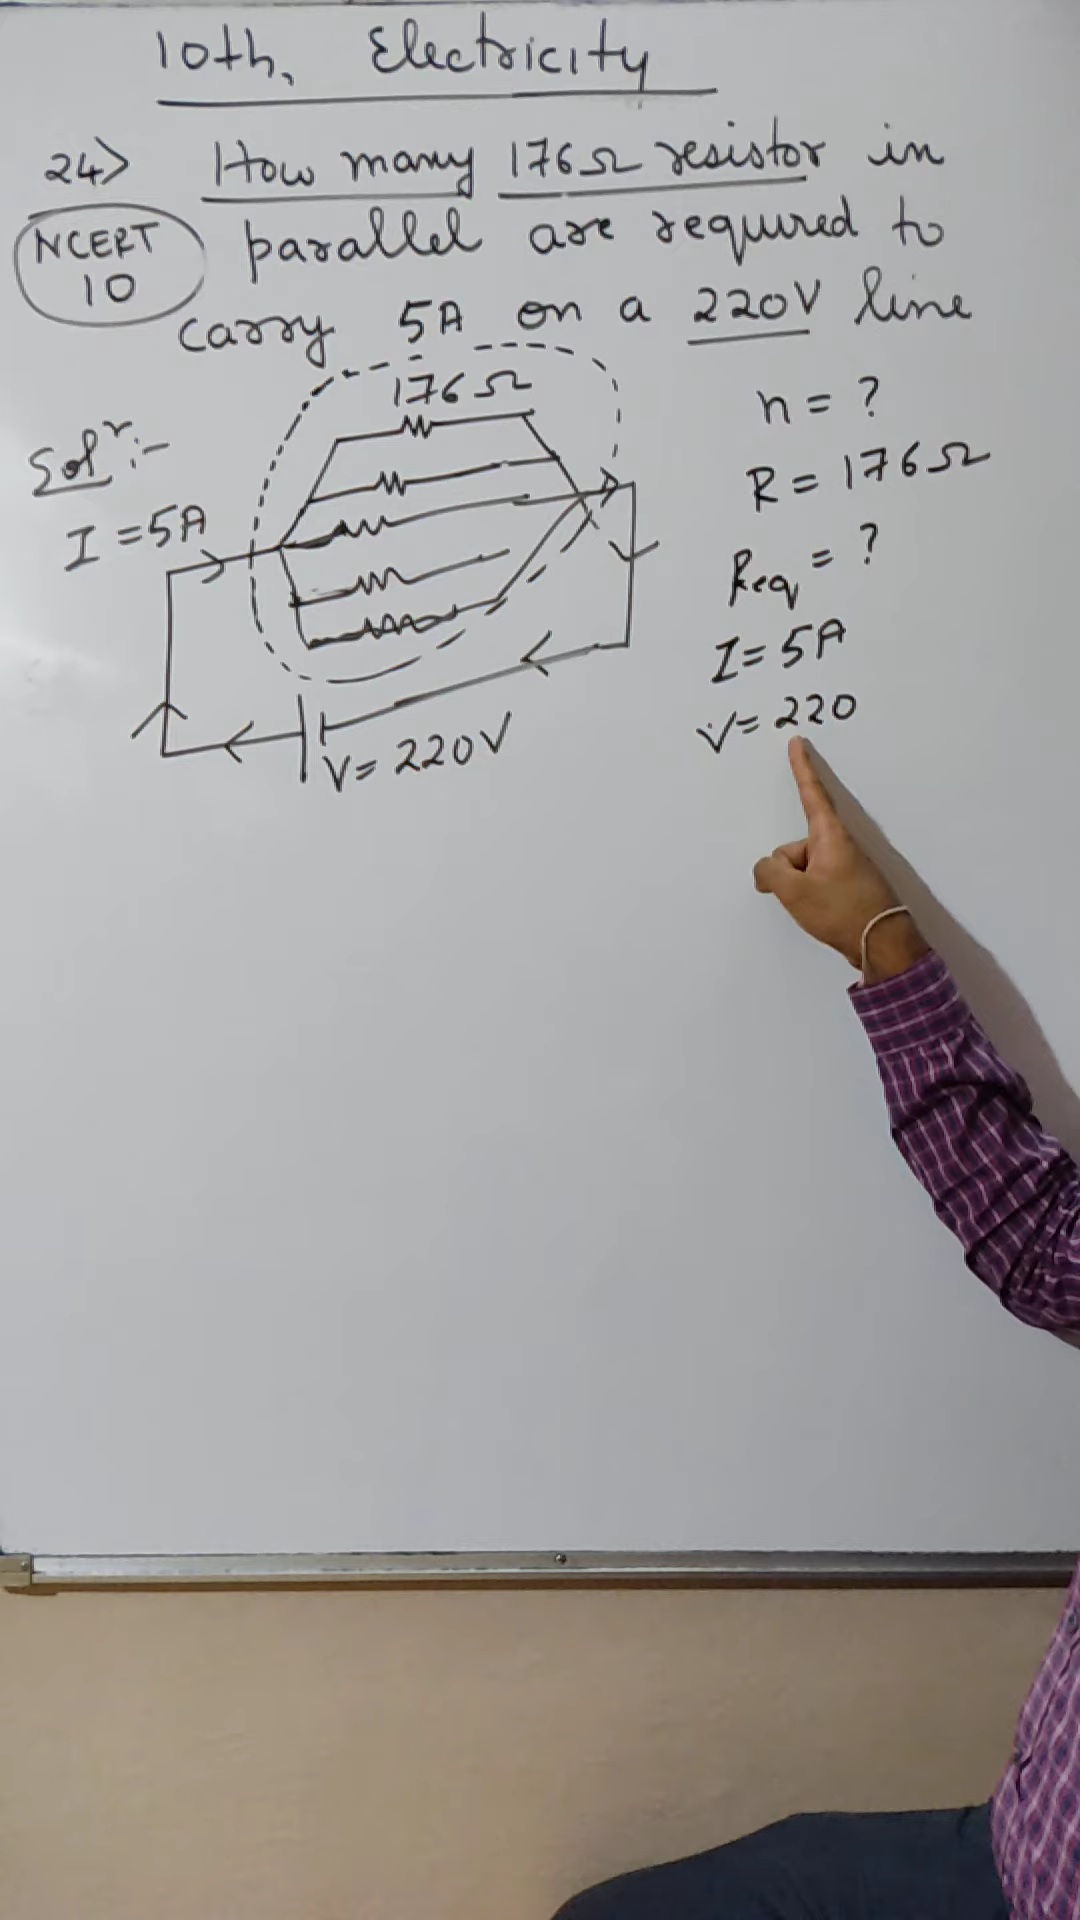 10th, Electricity
24> How many 176Ω resistor in
NCERT
10
parallel are required to
carry 5A on a 220V line
176Ω
Solⁿ:-
I = 5A
V = 220V
n = ?
R = 176Ω
Req = ?
I = 5A
V = 220